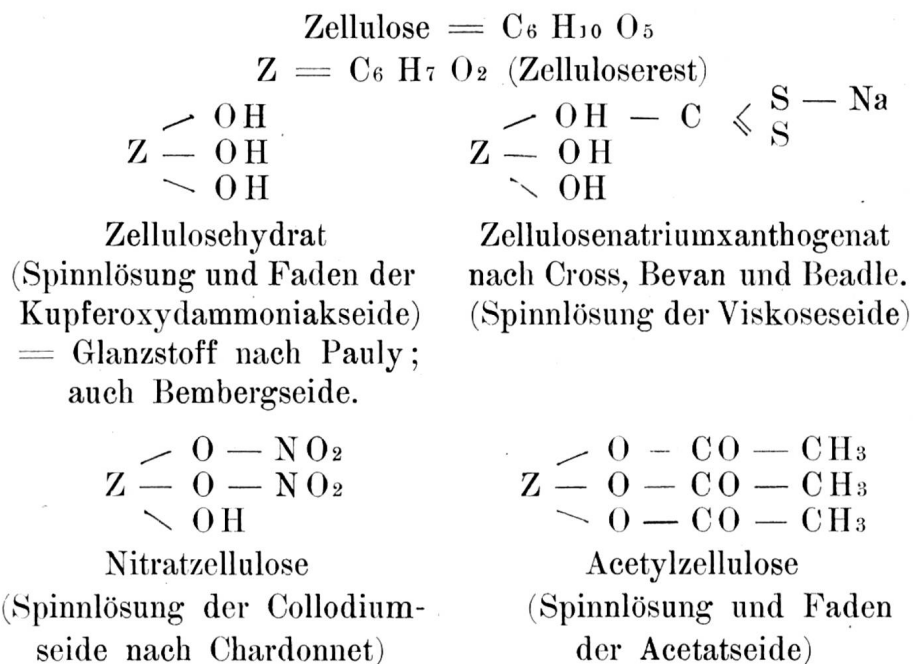 Zellulose = C₆ H₁₀ O₅
Z = C₆ H₇ O₂ (Zelluloserest)
OH
Z — OH
OH
Zellulosehydrat
(Spinnlösung und Faden der
Kupferoxydammoniakseide)
= Glanzstoff nach Pauly;
auch Bembergseide.
OH — C S — Na
S
Z — OH
OH
Zellulosenatriumxanthogenat
nach Cross, Bevan und Beadle.
(Spinnlösung der Viskoseseide)
O — NO₂
Z — O — NO₂
OH
Nitratzellulose
(Spinnlösung der Collodium-
seide nach Chardonnet)
O – CO — CH₃
Z — O — CO — CH₃
O — CO — CH₃
Acetylzellulose
(Spinnlösung und Faden
der Acetatseide)